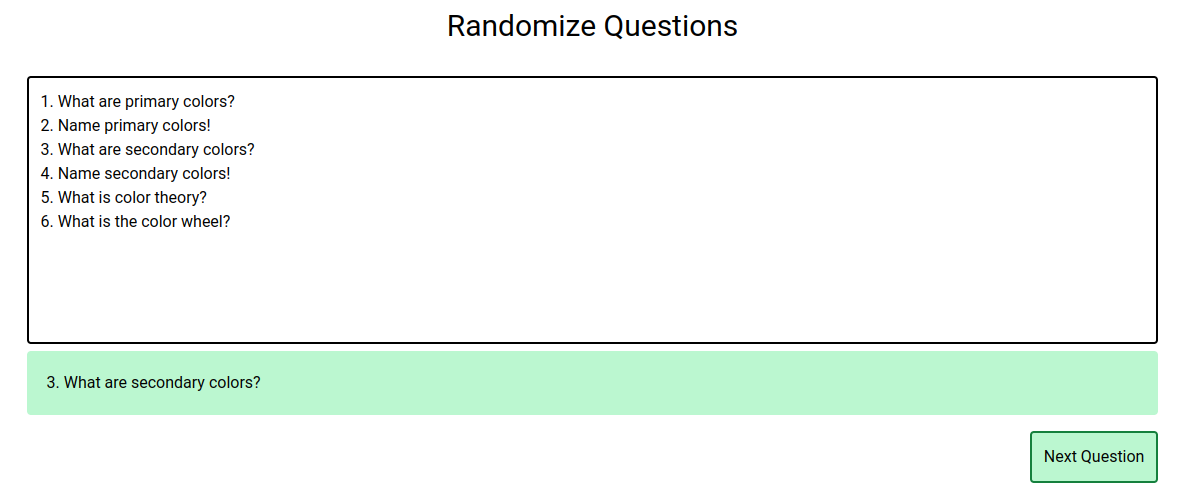 Randomize Questions
1. What are primary colors?
2. Name primary colors!
3. What are secondary colors?
4. Name secondary colors!
5. What is color theory?
6. What is the color wheel?
3. What are secondary colors?
Next Question